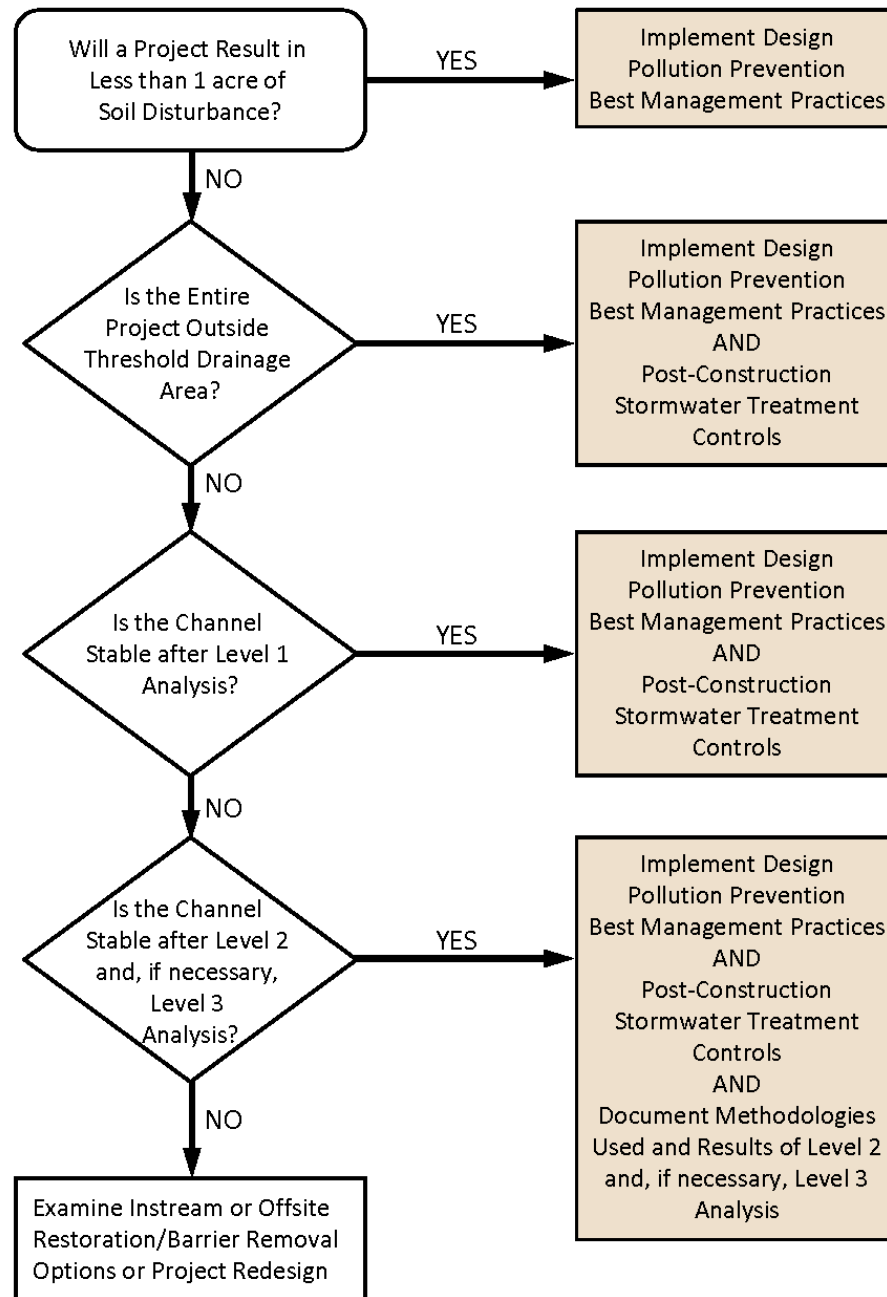 Will a Project Result in
Less than 1 acre of
Soil Disturbance?
YES
Implement Design
Pollution Prevention
Best Management Practices
NO
Is the Entire
Project Outside
Threshold Drainage
Area?
YES
Implement Design
Pollution Prevention
Best Management Practices
AND
Post-Construction
Stormwater Treatment
Controls
NO
Is the Channel
Stable after Level 1
Analysis?
YES
Implement Design
Pollution Prevention
Best Management Practices
AND
Post-Construction
Stormwater Treatment
Controls
NO
Is the Channel
Stable after Level 2
and, if necessary,
Level 3
Analysis?
YES
Implement Design
Pollution Prevention
Best Management Practices
AND
Post-Construction
Stormwater Treatment
Controls
AND
Document Methodologies
Used and Results of Level 2
and, if necessary, Level 3
Analysis
NO
Examine Instream or Offsite
Restoration/Barrier Removal
Options or Project Redesign